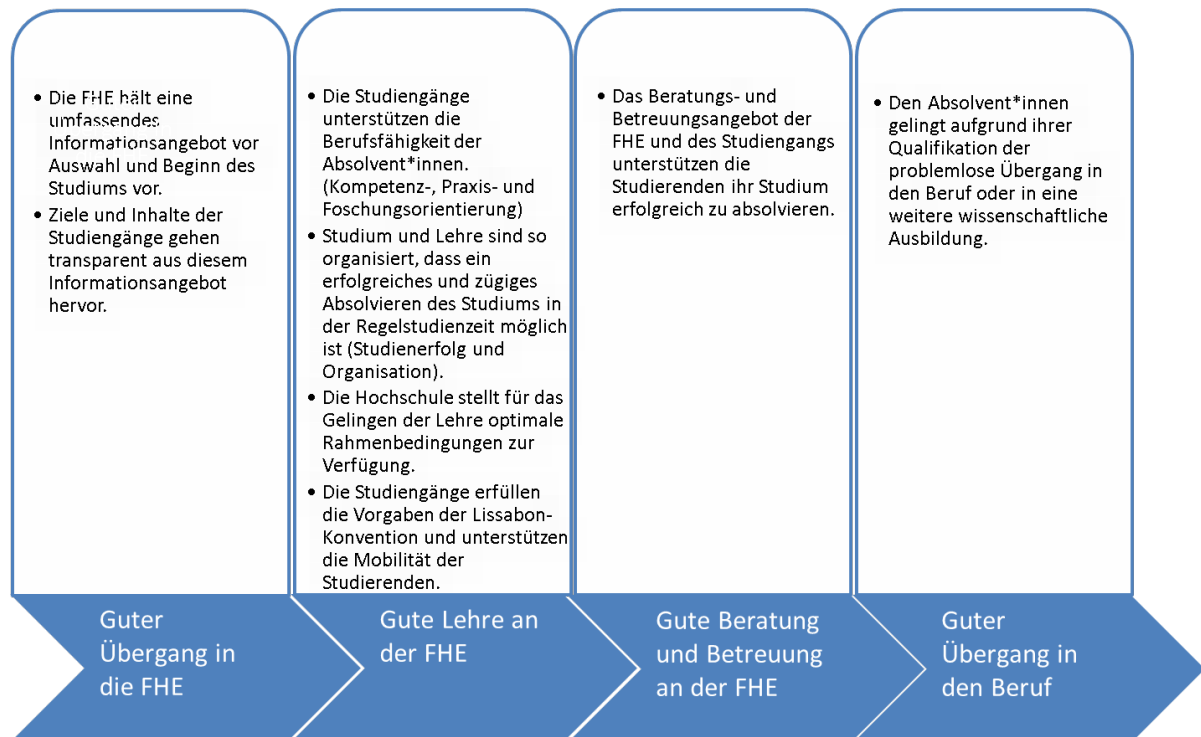 • Die FHE hält eine
umfassendes
Informationsangebot vor
Auswahl und Beginn des
Studiums vor.
• Ziele und Inhalte der
Studiengänge gehen
transparent aus diesem
Informationsangebot
hervor.
• Die Studiengänge
unterstützen die
Berufsfähigkeit der
Absolvent*innen.
(Kompetenz-, Praxis- und
Foschungsorientierung)
• Studium und Lehre sind so
organisiert, dass ein
erfolgreiches und zügiges
Absolvieren des Studiums in
der Regelstudienzeit möglich
ist (Studienerfolg und
Organisation).
• Die Hochschule stellt für das
Gelingen der Lehre optimale
Rahmenbedingungen zur
Verfügung.
• Die Studiengänge erfüllen
die Vorgaben der Lissabon-
Konvention und unterstützen
die Mobilität der
Studierenden.
• Das Beratungs- und
Betreuungsangebot der
FHE und des Studiengangs
unterstützen die
Studierenden ihr Studium
erfolgreich zu absolvieren.
• Den Absolvent*innen
gelingt aufgrund ihrer
Qualifikation der
problemlose Übergang in
den Beruf oder in eine
weitere wissenschaftliche
Ausbildung.
Guter
Übergang in
die FHE
Gute Lehre an
der FHE
Gute Beratung
und Betreuung
an der FHE
Guter
Übergang in
den Beruf